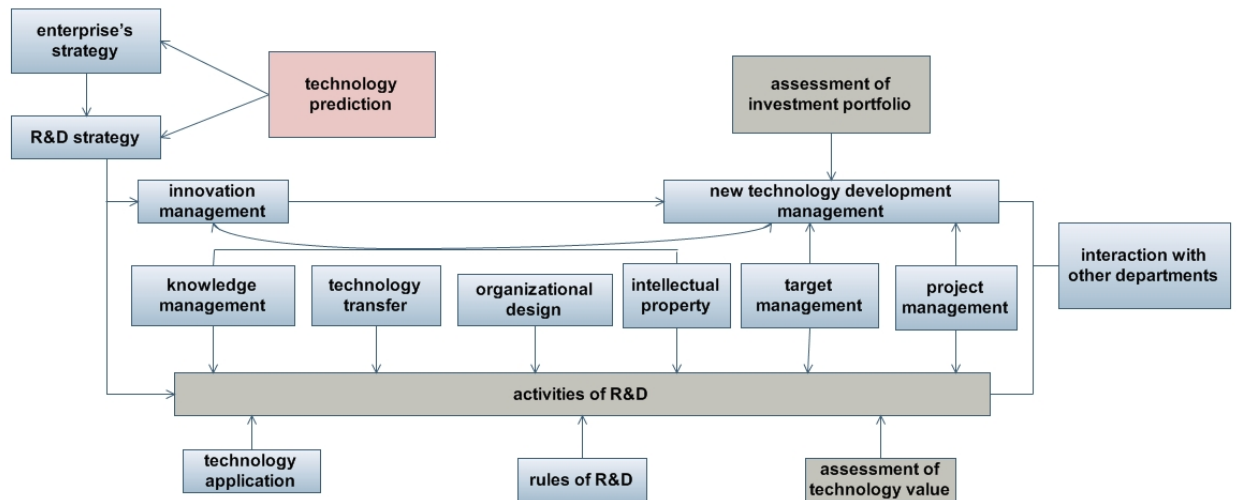 enterprise's
strategy
technology
prediction
assessment of
investment portfolio
R&D strategy
innovation
management
new technology development
management
interaction with
other departments
knowledge
management
technology
transfer
organizational
design
intellectual
property
target
management
project
management
activities of R&D
technology
application
rules of R&D
assessment of
technology value